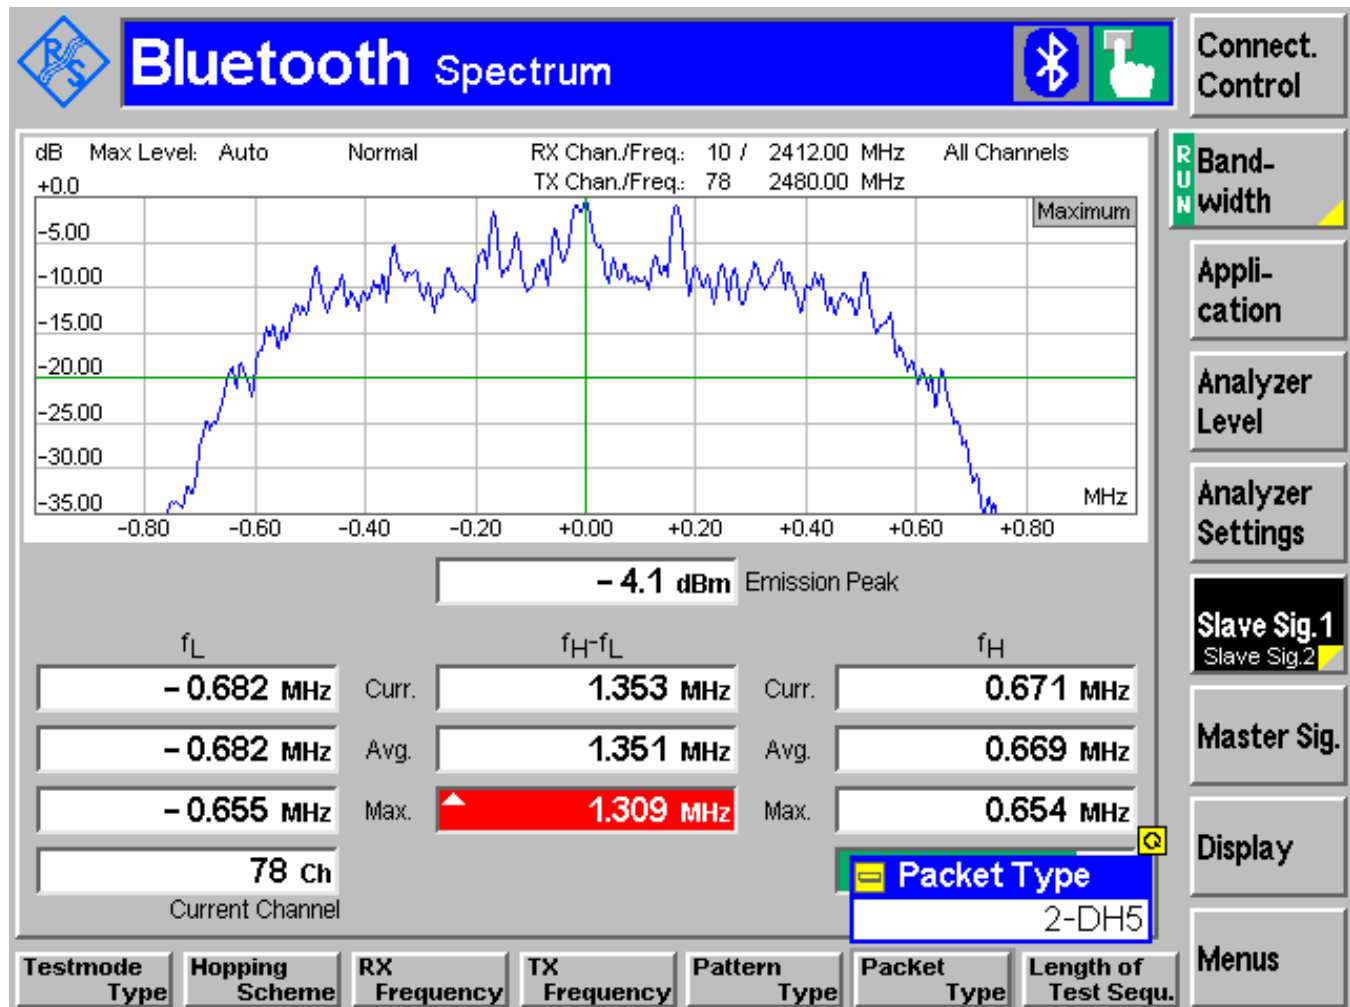 R&S
Bluetooth Spectrum
Connect.
Control
dB Max Level: Auto Normal RX Chan./Freq.: 10 / 2412.00 MHz All Channels
+0.0 TX Chan./Freq.: 78 2480.00 MHz
RUN
Band-
width
Maximum
-5.00
-10.00
-15.00
-20.00
-25.00
-30.00
-35.00
MHz
-0.80 -0.60 -0.40 -0.20 +0.00 +0.20 +0.40 +0.60 +0.80
Appli-
cation
Analyzer
Level
Analyzer
Settings
- 4.1 dBm Emission Peak
Slave Sig.1
Slave Sig.2
fL fH-fL fH
- 0.682 MHz Curr. 1.353 MHz Curr. 0.671 MHz
- 0.682 MHz Avg. 1.351 MHz Avg. 0.669 MHz
- 0.655 MHz Max. 1.309 MHz Max. 0.654 MHz
Master Sig.
78 Ch
Current Channel
Packet Type
2-DH5
Display
Menus
Testmode
Type
Hopping
Scheme
RX
Frequency
TX
Frequency
Pattern
Type
Packet
Type
Length of
Test Sequ.